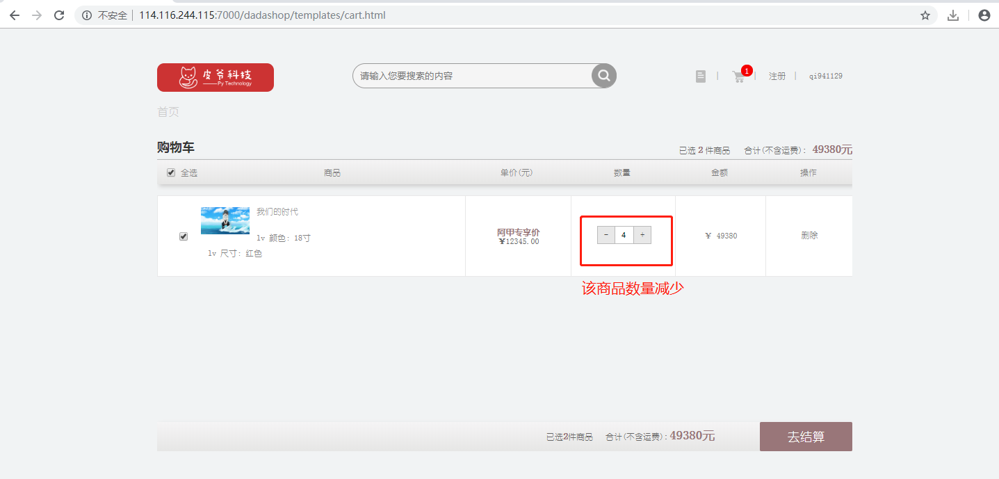 不安全 114.116.244.115:7000/dadashop/templates/cart.html
皮爷科技
Py Technology
请输入您要搜索的内容
1
注册
qi941129
首页
购物车
已选 2 件商品 合计(不含运费): 49380元
全选 商品 单价(元) 数量 金额 操作
我们的时代
lv 颜色: 18寸
lv 尺寸: 红色
阿甲专享价
¥12345.00
- 4 +
¥ 49380
删除
该商品数量减少
已选2件商品 合计(不含运费): 49380元
去结算